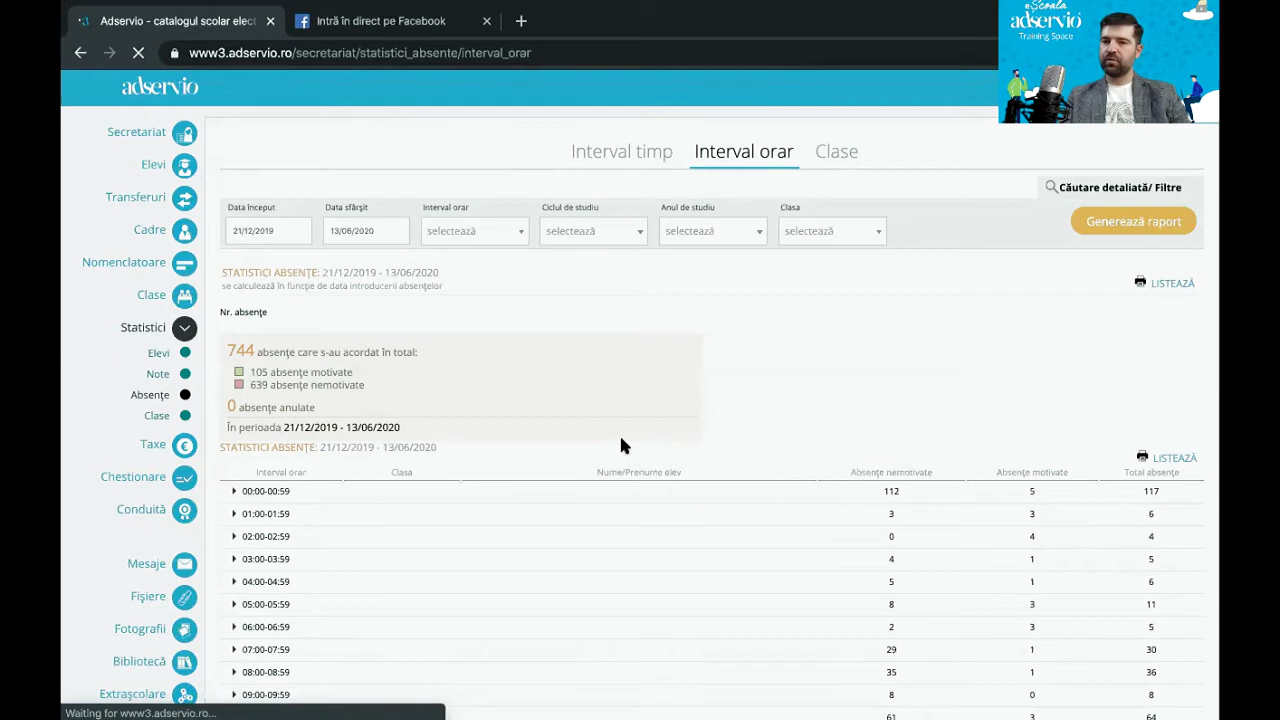 Adservio - catalogul scolar elect
Intră în direct pe Facebook
www3.adservio.ro/secretariat/statistici_absente/interval_orar
eȘcoala
adservio
Training Space
adservio
Secretariat
Elevi
Transferuri
Cadre
Nomenclatoare
Clase
Statistici
Elevi
Note
Absențe
Clase
Taxe
Chestionare
Conduită
Mesaje
Fișiere
Fotografii
Bibliotecă
Extrașcolare
Interval timp Interval orar Clase
Căutare detaliată/ Filtre
Data început Data sfârșit Interval orar Ciclul de studiu Anul de studiu Clasa
21/12/2019 13/06/2020 selectează selectează selectează selectează
Generează raport
STATISTICI ABSENȚE: 21/12/2019 - 13/06/2020
se calculează în funcție de data introducerii absențelor
LISTEAZĂ
Nr. absențe
744 absențe care s-au acordat în total:
105 absențe motivate
639 absențe nemotivate
0 absențe anulate
În perioada 21/12/2019 - 13/06/2020
STATISTICI ABSENȚE: 21/12/2019 - 13/06/2020
LISTEAZĂ
Interval orar Clasa Nume/Prenume elev Absențe nemotivate Absențe motivate Total absențe
00:00-00:59 112 5 117
01:00-01:59 3 3 6
02:00-02:59 0 4 4
03:00-03:59 4 1 5
04:00-04:59 5 1 6
05:00-05:59 8 3 11
06:00-06:59 2 3 5
07:00-07:59 29 1 30
08:00-08:59 35 1 36
09:00-09:59 8 0 8
61 3 64
Waiting for www3.adservio.ro...